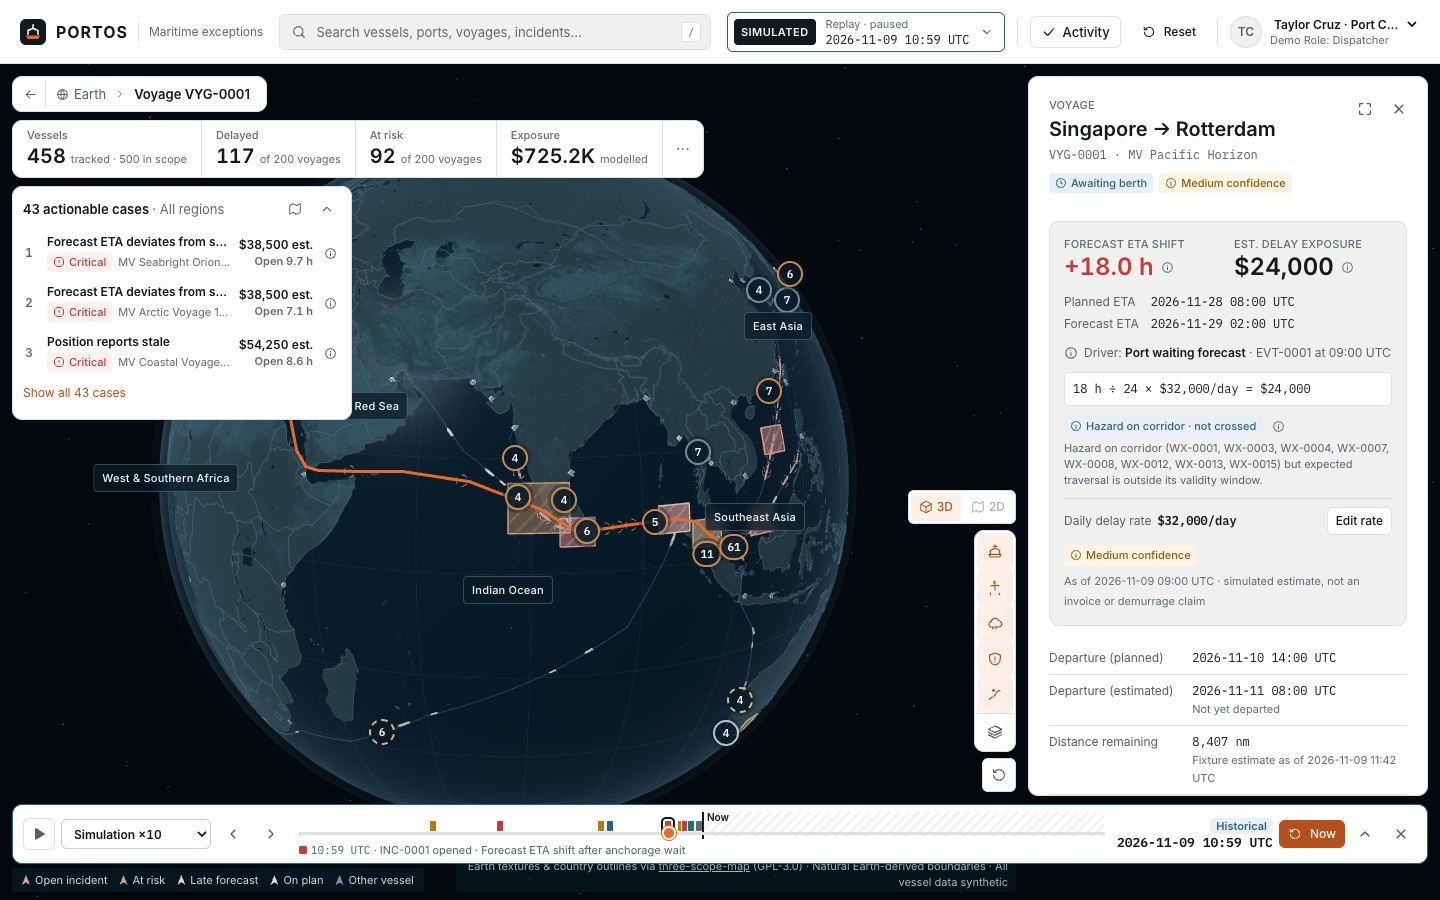 PORTOS
Maritime exceptions
Search vessels, ports, voyages, incidents...
/
SIMULATED
Replay · paused
2026-11-09 10:59 UTC
Activity
Reset
TC
Taylor Cruz · Port C...
Demo Role: Dispatcher
Earth
Voyage VYG-0001
Vessels
458 tracked · 500 in scope
Delayed
117 of 200 voyages
At risk
92 of 200 voyages
Exposure
$725.2K modelled
...
43 actionable cases · All regions
1
Forecast ETA deviates from s...
$38,500 est.
Critical
MV Seabright Orion...
Open 9.7 h
2
Forecast ETA deviates from s...
$38,500 est.
Critical
MV Arctic Voyage 1...
Open 7.1 h
3
Position reports stale
$54,250 est.
Critical
MV Coastal Voyage...
Open 8.6 h
Show all 43 cases
6
4
7
East Asia
7
Red Sea
West & Southern Africa
4
7
4
4
6
5
Southeast Asia
11
61
Indian Ocean
4
6
4
3D
2D
VOYAGE
Singapore → Rotterdam
VYG-0001 · MV Pacific Horizon
Awaiting berth
Medium confidence
FORECAST ETA SHIFT
+18.0 h
EST. DELAY EXPOSURE
$24,000
Planned ETA 2026-11-28 08:00 UTC
Forecast ETA 2026-11-29 02:00 UTC
Driver: Port waiting forecast · EVT-0001 at 09:00 UTC
18 h ÷ 24 × $32,000/day = $24,000
Hazard on corridor · not crossed
Hazard on corridor (WX-0001, WX-0003, WX-0004, WX-0007,
WX-0008, WX-0012, WX-0013, WX-0015) but expected
traversal is outside its validity window.
Daily delay rate $32,000/day
Edit rate
Medium confidence
As of 2026-11-09 09:00 UTC · simulated estimate, not an
invoice or demurrage claim
Departure (planned) 2026-11-10 14:00 UTC
Departure (estimated) 2026-11-11 08:00 UTC
Not yet departed
Distance remaining 8,407 nm
Fixture estimate as of 2026-11-09 11:42
UTC
Simulation ×10
Now
10:59 UTC · INC-0001 opened · Forecast ETA shift after anchorage wait
Historical
2026-11-09 10:59 UTC
Now
Open incident
At risk
Late forecast
On plan
Other vessel
Earth textures & country outlines via three-scope-map (GPL-3.0) · Natural Earth-derived boundaries · All
vessel data synthetic